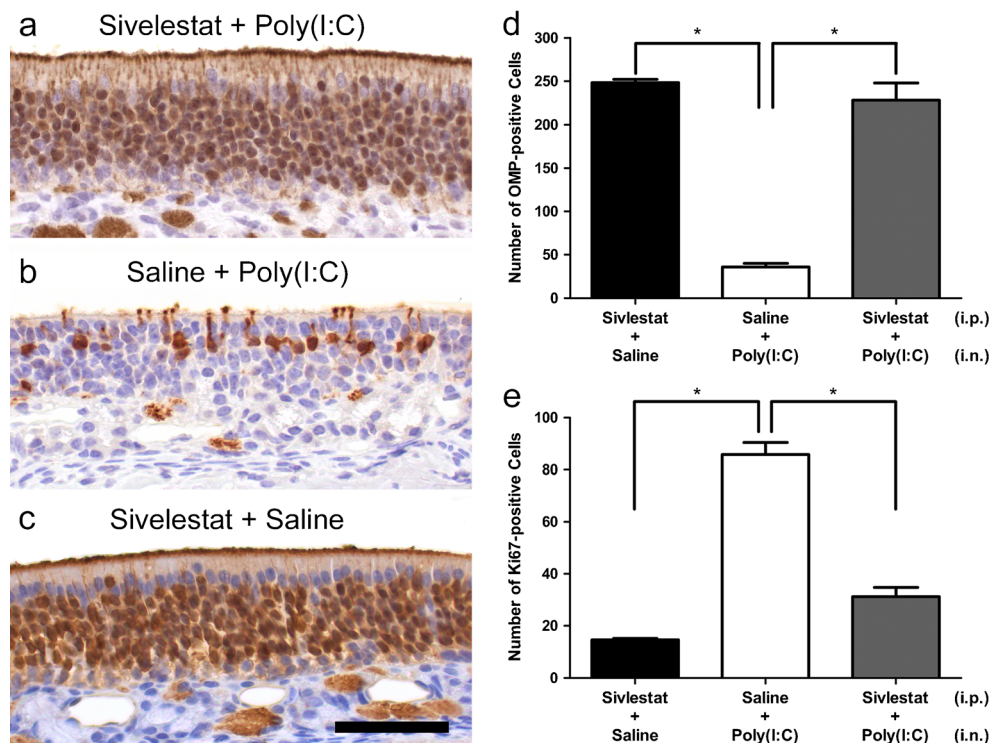 a Sivelestat + Poly(I:C)
b Saline + Poly(I:C)
c Sivelestat + Saline
d
Number of OMP-positive Cells
300
250
200
150
100
50
0
* *
Sivlestat Saline Sivlestat (i.p.)
+ + +
Saline Poly(I:C) Poly(I:C) (i.n.)
e
Number of Ki67-positive Cells
100
80
60
40
20
0
* *
Sivlestat Saline Sivlestat (i.p.)
+ + +
Saline Poly(I:C) Poly(I:C) (i.n.)